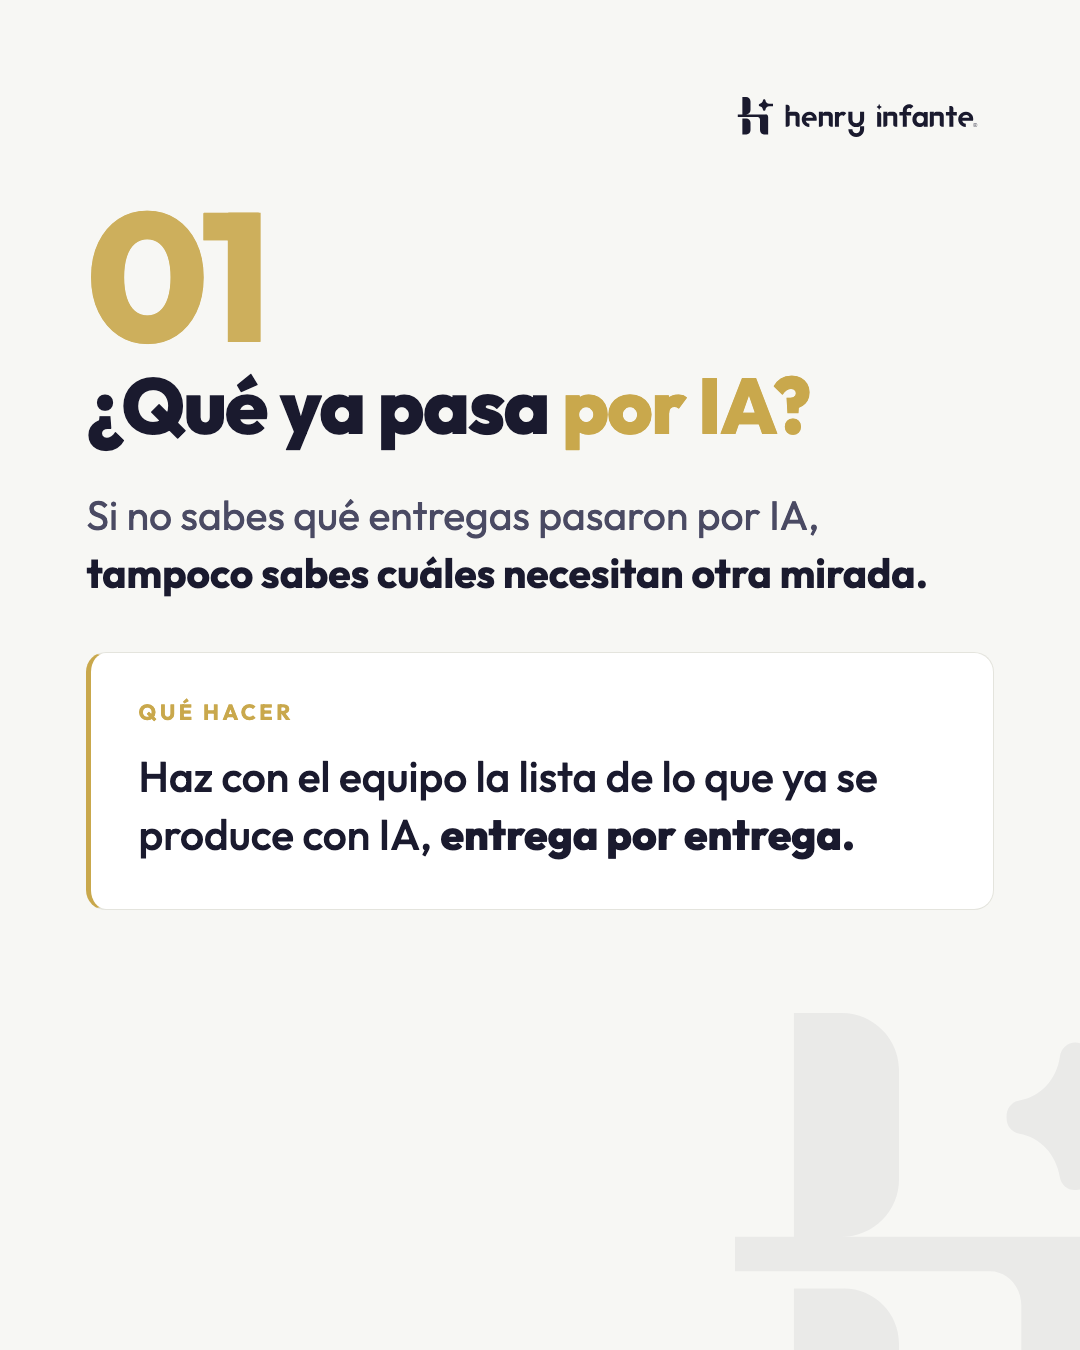 henry infante.
01
¿Qué ya pasa por IA?
Si no sabes qué entregas pasaron por IA,
tampoco sabes cuáles necesitan otra mirada.
QUÉ HACER
Haz con el equipo la lista de lo que ya se
produce con IA, entrega por entrega.